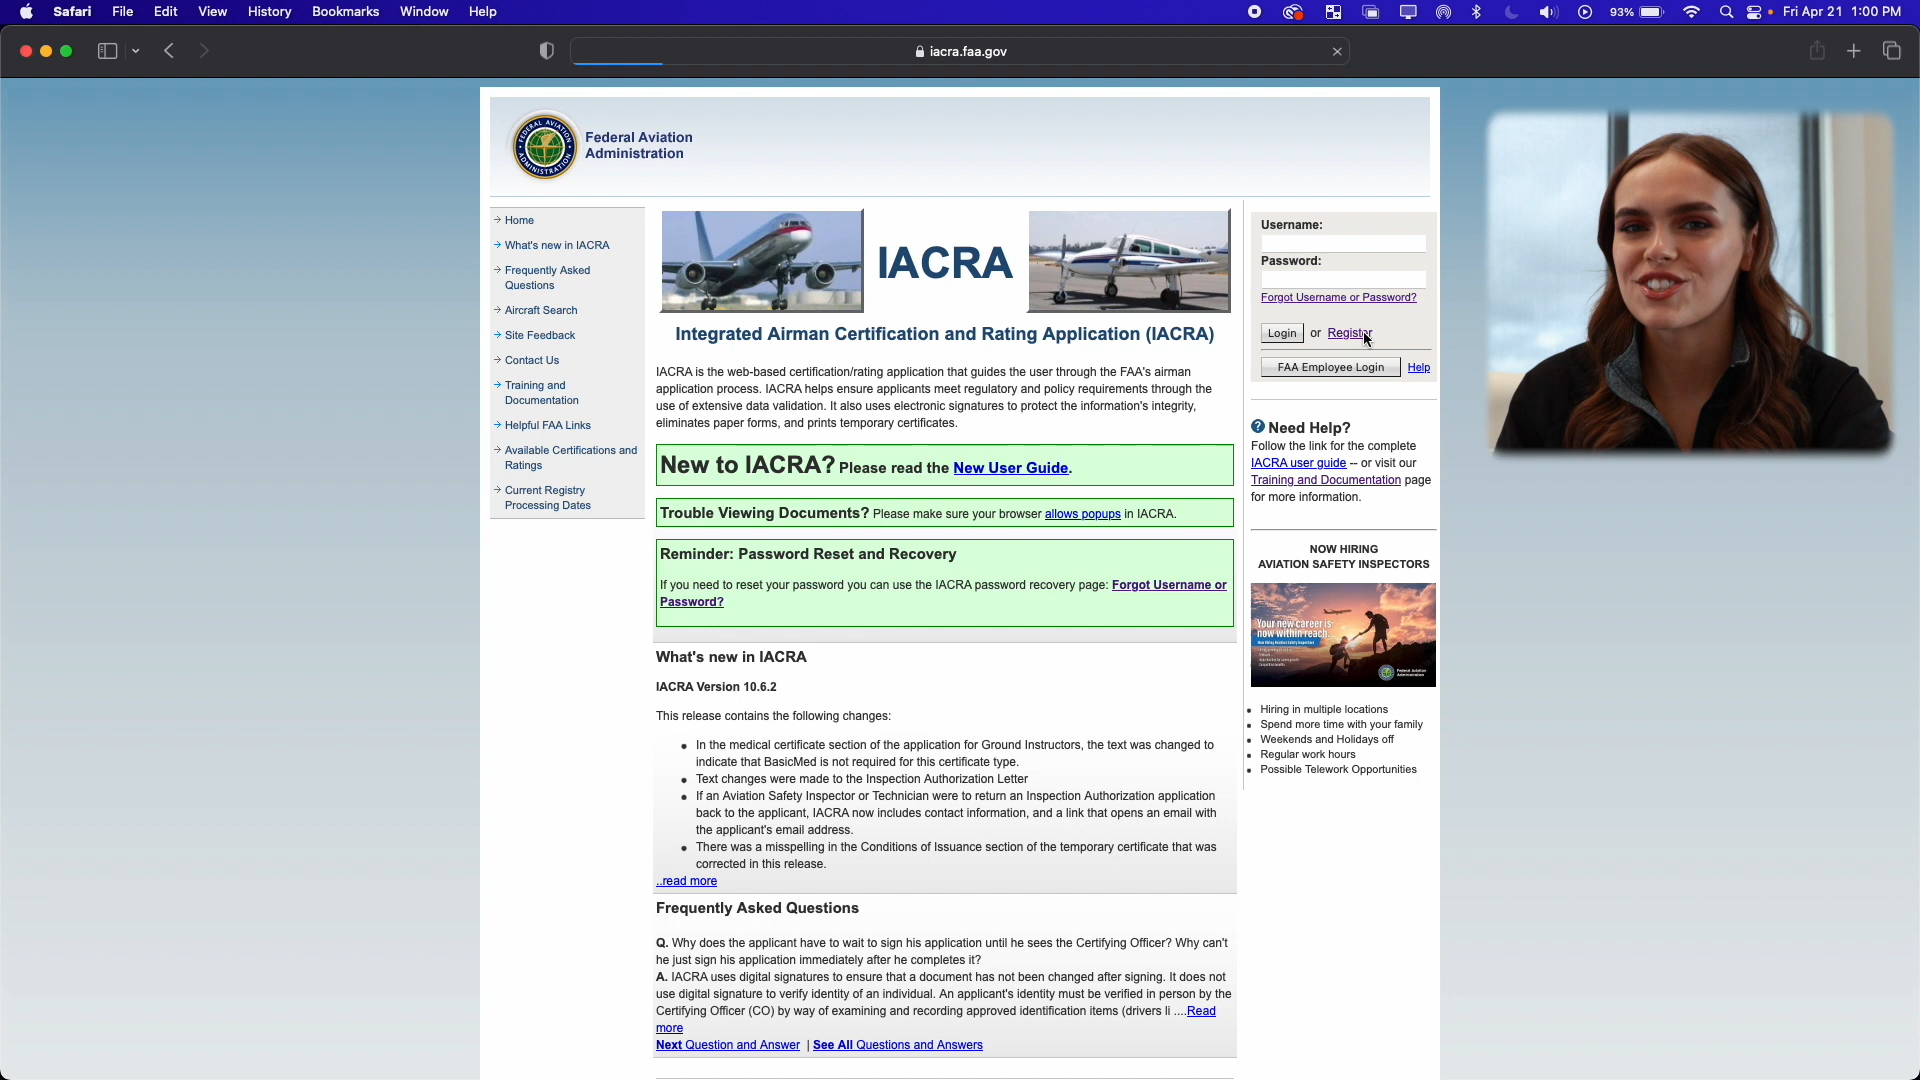 Safari File Edit View History Bookmarks Window Help 93% Fri Apr 21 1:00 PM
iacra.faa.gov
Federal Aviation
Administration
FEDERAL AVIATION
ADMINISTRATION
Home
What's new in IACRA
Frequently Asked
Questions
Aircraft Search
Site Feedback
Contact Us
Training and
Documentation
Helpful FAA Links
Available Certifications and
Ratings
Current Registry
Processing Dates
IACRA
Integrated Airman Certification and Rating Application (IACRA)
IACRA is the web-based certification/rating application that guides the user through the FAA's airman
application process. IACRA helps ensure applicants meet regulatory and policy requirements through the
use of extensive data validation. It also uses electronic signatures to protect the information's integrity,
eliminates paper forms, and prints temporary certificates.
New to IACRA? Please read the New User Guide.
Trouble Viewing Documents? Please make sure your browser allows popups in IACRA.
Reminder: Password Reset and Recovery
If you need to reset your password you can use the IACRA password recovery page: Forgot Username or
Password?
What's new in IACRA
IACRA Version 10.6.2
This release contains the following changes:
In the medical certificate section of the application for Ground Instructors, the text was changed to
indicate that BasicMed is not required for this certificate type.
Text changes were made to the Inspection Authorization Letter
If an Aviation Safety Inspector or Technician were to return an Inspection Authorization application
back to the applicant, IACRA now includes contact information, and a link that opens an email with
the applicant's email address.
There was a misspelling in the Conditions of Issuance section of the temporary certificate that was
corrected in this release.
..read more
Frequently Asked Questions
Q. Why does the applicant have to wait to sign his application until he sees the Certifying Officer? Why can't
he just sign his application immediately after he completes it?
A. IACRA uses digital signatures to ensure that a document has not been changed after signing. It does not
use digital signature to verify identity of an individual. An applicant's identity must be verified in person by the
Certifying Officer (CO) by way of examining and recording approved identification items (drivers li ....Read
more
Next Question and Answer | See All Questions and Answers
Username:
Password:
Forgot Username or Password?
Login or Register
FAA Employee Login Help
Need Help?
Follow the link for the complete
IACRA user guide -- or visit our
Training and Documentation page
for more information.
NOW HIRING
AVIATION SAFETY INSPECTORS
Your new career is
now within reach...
Now Hiring Aviation Safety Inspectors
Federal Aviation
Administration
Hiring in multiple locations
Spend more time with your family
Weekends and Holidays off
Regular work hours
Possible Telework Opportunities